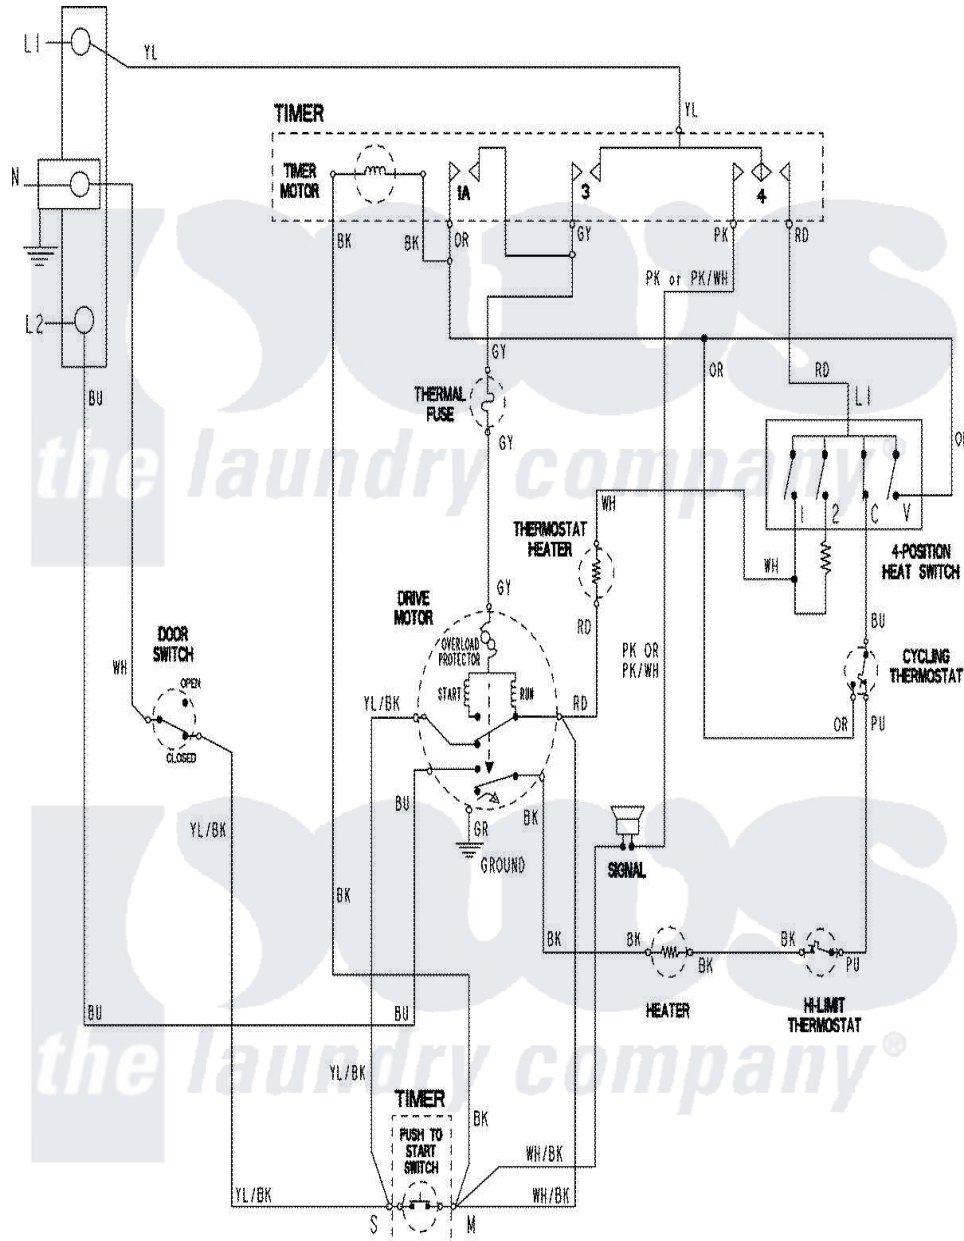 L1
YL
YL
TIMER
N
TIMER
MOTOR
1A
3
4
BK
BK
OR
GY
PK
RD
PK or PK/WH
L2
GY
OR
RD
L1
BU
THERMAL
FUSE
GY
the laundry company®
WH
1
2
C
V
THERMOSTAT
HEATER
WH
4-POSITION
HEAT SWITCH
GY
DRIVE
MOTOR
RD
BU
DOOR
SWITCH
OVERLOAD
PROTECTOR
PK OR
PK/WH
CYCLING
THERMOSTAT
WH
OPEN
START
RUN
YL/BK
RD
OR
PU
CLOSED
BU
BK
YL/BK
GR
GROUND
SIGNAL
BK
BK
BK
BK
BK
PU
HEATER
HI-LIMIT
THERMOSTAT
BU
BU
the laundry company®
YL/BK
TIMER
BK
PUSH TO
START
SWITCH
WH/BK
YL/BK
WH/BK
S
M